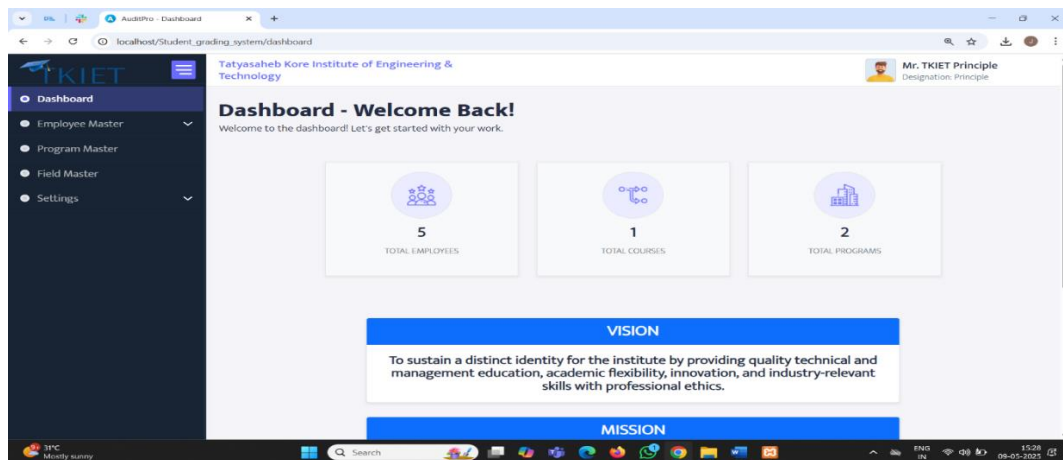 AuditPro - Dashboard
localhost/Student_grading_system/dashboard
TKIET
Tatyasaheb Kore Institute of Engineering &
Technology
Mr. TKIET Principle
Designation: Principle
Dashboard
Employee Master
Program Master
Field Master
Settings
Dashboard - Welcome Back!
Welcome to the dashboard! Let's get started with your work.
5
TOTAL EMPLOYEES
1
TOTAL COURSES
2
TOTAL PROGRAMS
VISION
To sustain a distinct identity for the institute by providing quality technical and
management education, academic flexibility, innovation, and industry-relevant
skills with professional ethics.
MISSION
31°C
Mostly sunny
Search
ENG
IN
15:28
09-05-2025